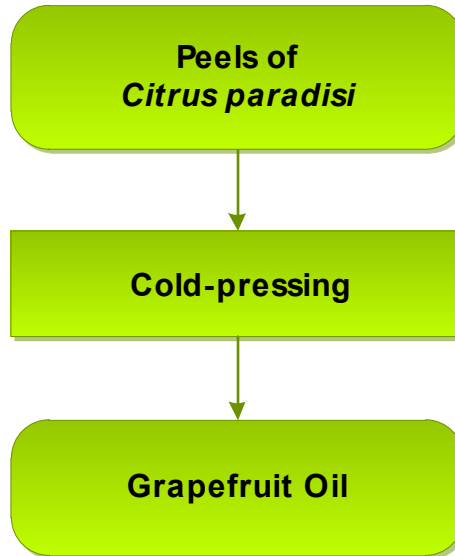 Peels of
Citrus paradisi
Cold-pressing
Grapefruit Oil